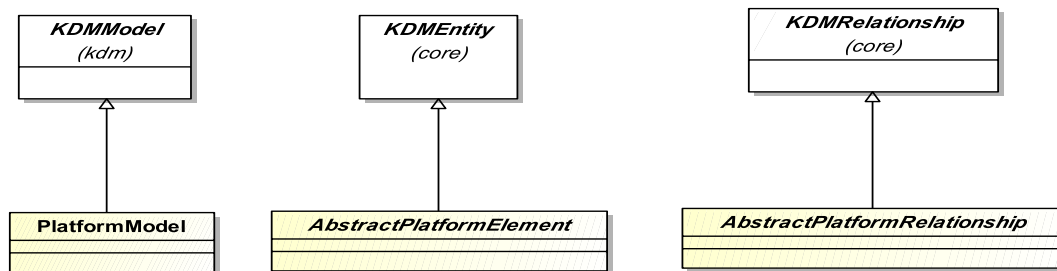 KDMModel
(kdm)
KDMEntity
(core)
KDMRelationship
(core)
PlatformModel
AbstractPlatformElement
AbstractPlatformRelationship